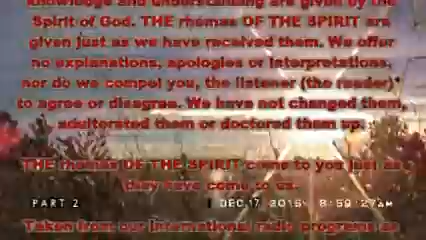 knowledge and understanding are given by the
Spirit of God. THE rhemas OF THE SPIRIT are
given just as we have received them. We offer
no explanations, apologies or interpretations,
nor do we compel you, the listener (the reader)
to agree or disagree. We have not changed them,
adulterated them or doctored them up.
THE rhemas OF THE SPIRIT come to you just as
they have come to us.
PART 2 DEC.17 2015 8:59:27AM
Taken from our international radio programs as